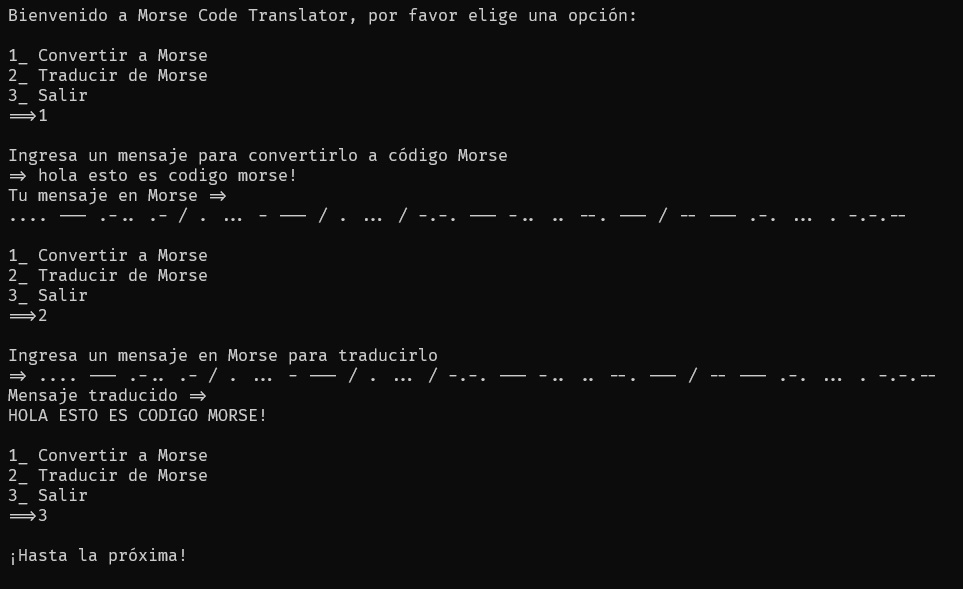 Bienvenido a Morse Code Translator, por favor elige una opción:
1_ Convertir a Morse
2_ Traducir de Morse
3_ Salir
==>1
Ingresa un mensaje para convertirlo a código Morse
=> hola esto es codigo morse!
Tu mensaje en Morse =>
.... --- .-.. .- / . ... - --- / . ... / -.-. --- -.. .. --. --- / -- --- .-. ... . -.-.--
1_ Convertir a Morse
2_ Traducir de Morse
3_ Salir
==>2
Ingresa un mensaje en Morse para traducirlo
=> .... --- .-.. .- / . ... - --- / . ... / -.-. --- -.. .. --. --- / -- --- .-. ... . -.-.--
Mensaje traducido =>
HOLA ESTO ES CODIGO MORSE!
1_ Convertir a Morse
2_ Traducir de Morse
3_ Salir
==>3
¡Hasta la próxima!